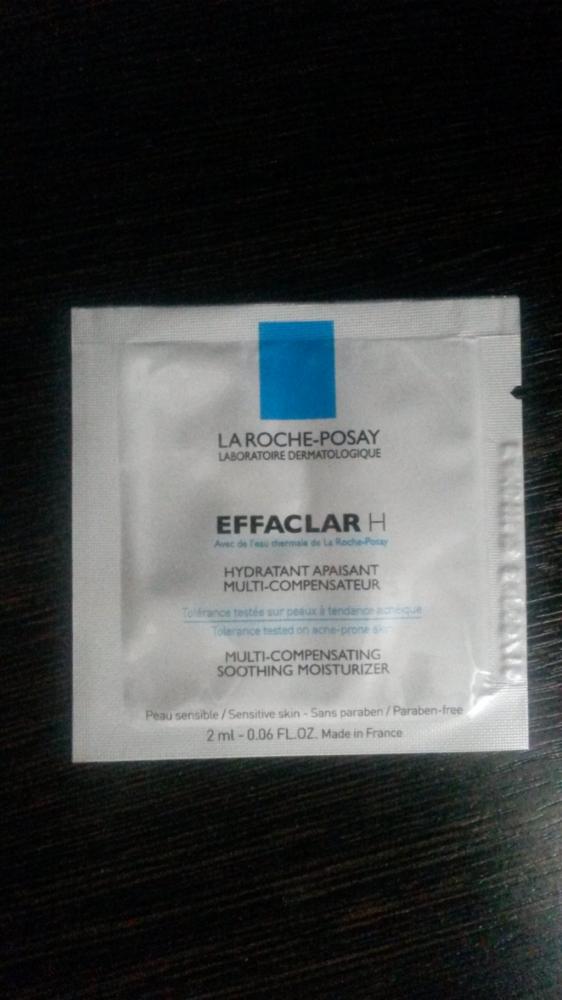 LA ROCHE-POSAY
LABORATOIRE DERMATOLOGIQUE
EFFACLAR H
Avec de l'eau thermale de La Roche-Posay
HYDRATANT APAISANT
MULTI-COMPENSATEUR
Tolérance testée sur peaux à tendance acnéique
Tolerance tested on acne-prone skin
MULTI-COMPENSATING
SOOTHING MOISTURIZER
Peau sensible / Sensitive skin - Sans paraben / Paraben-free
2 ml - 0.06 FL.OZ. Made in France